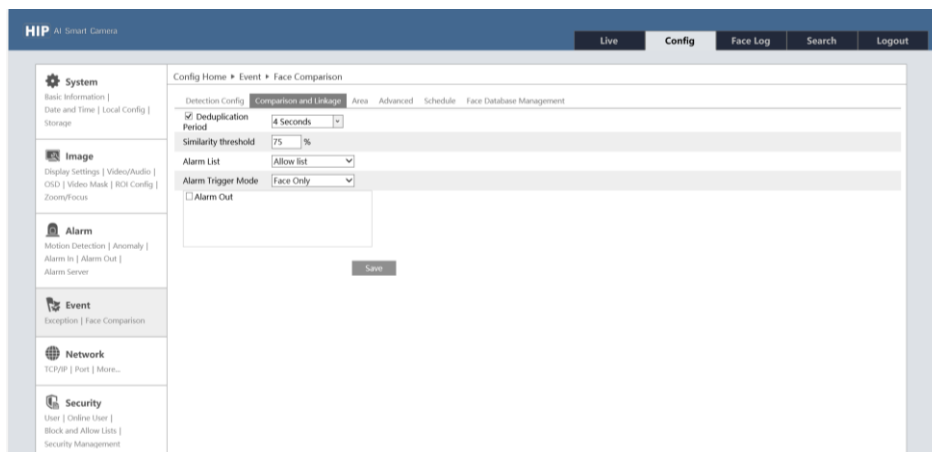 HIP AI Smart Camera
Live Config Face Log Search Logout
System
Basic Information |
Date and Time | Local Config |
Storage
Image
Display Settings | Video/Audio |
OSD | Video Mask | ROI Config |
Zoom/Focus
Alarm
Motion Detection | Anomaly |
Alarm In | Alarm Out |
Alarm Server
Event
Exception | Face Comparison
Network
TCP/IP | Port | More...
Security
User | Online User |
Block and Allow Lists |
Security Management
Config Home ▸ Event ▸ Face Comparison
Detection Config Comparison and Linkage Area Advanced Schedule Face Database Management
Deduplication
Period 4 Seconds
Similarity threshold 75 %
Alarm List Allow list
Alarm Trigger Mode Face Only
Alarm Out
Save